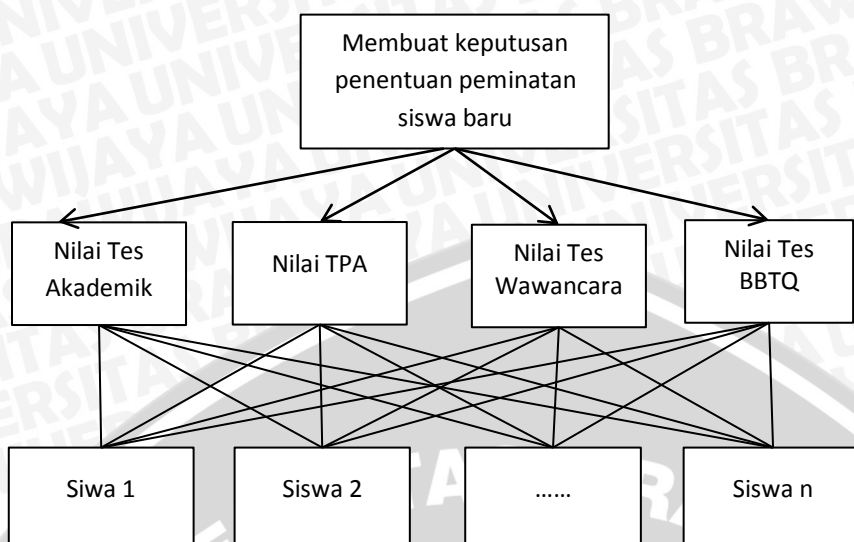 Membuat keputusan
penentuan peminatan
siswa baru
Nilai Tes
Akademik
Nilai TPA
Nilai Tes
Wawancara
Nilai Tes
BBTQ
Siwa 1
Siswa 2
……
Siswa n